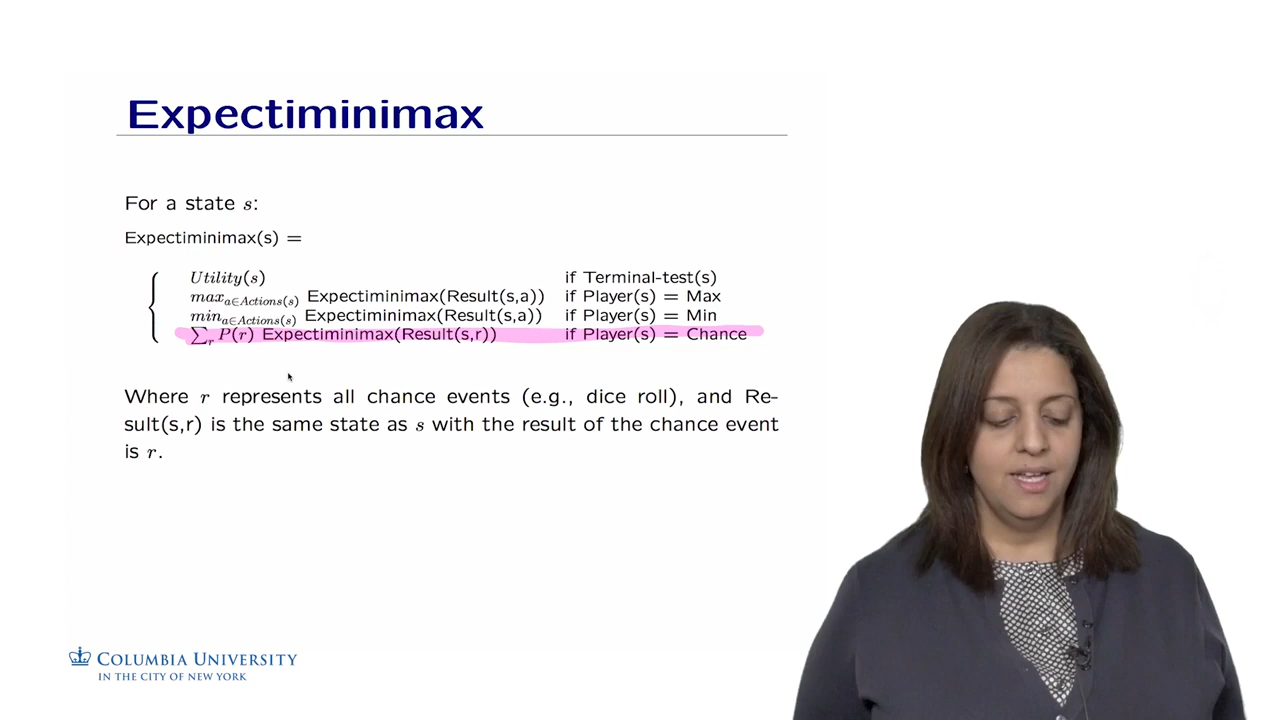 Expectiminimax
For a state s:
Expectiminimax(s) =
Utility(s) if Terminal-test(s)
max_{a∈Actions(s)} Expectiminimax(Result(s,a)) if Player(s) = Max
min_{a∈Actions(s)} Expectiminimax(Result(s,a)) if Player(s) = Min
∑_r P(r) Expectiminimax(Result(s,r)) if Player(s) = Chance
Where r represents all chance events (e.g., dice roll), and Re-
sult(s,r) is the same state as s with the result of the chance event
is r.
COLUMBIA UNIVERSITY
IN THE CITY OF NEW YORK